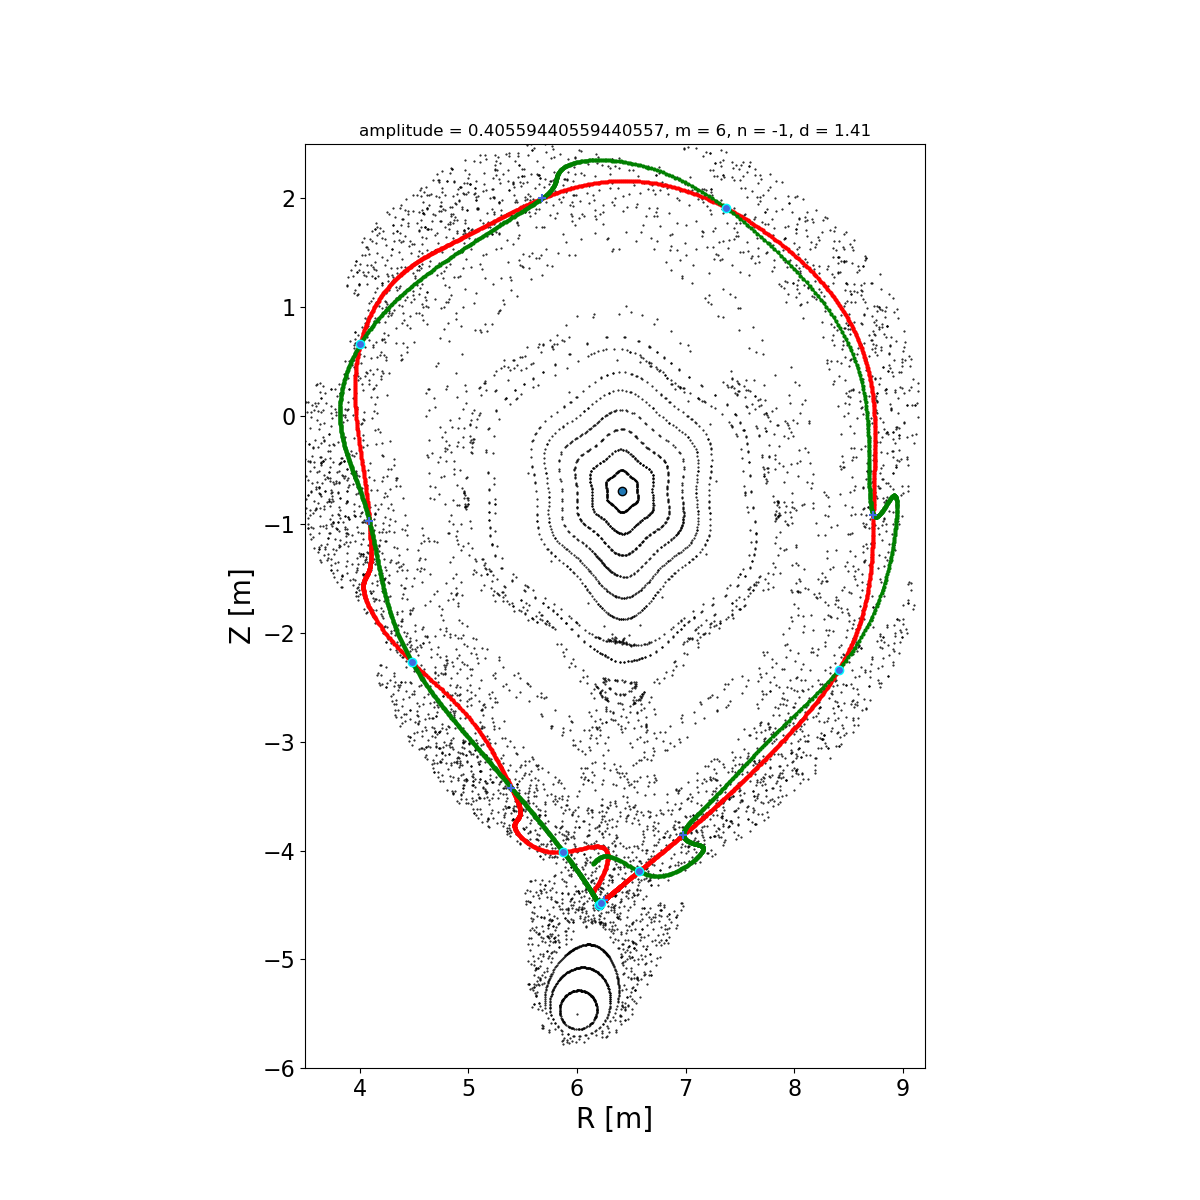 amplitude = 0.40559440559440557, m = 6, n = -1, d = 1.41
2
1
0
−1
−2
−3
−4
−5
−6
Z [m]
4 5 6 7 8 9
R [m]